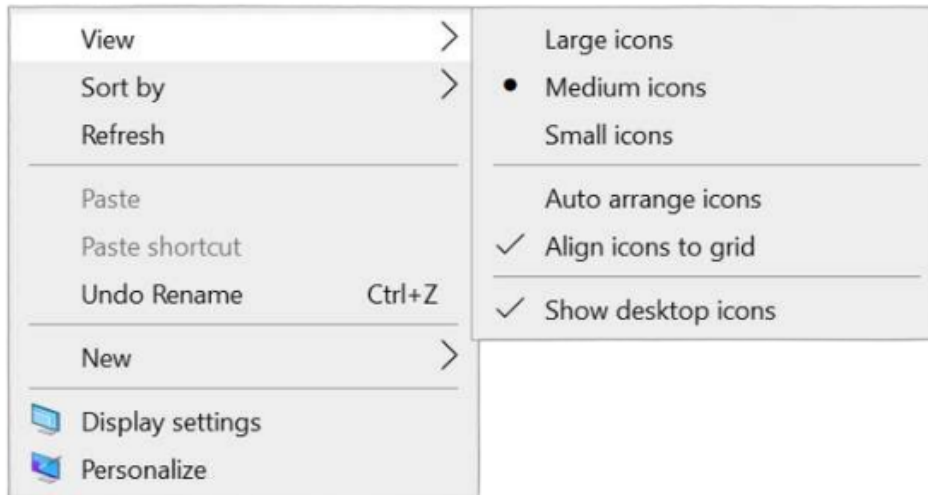 View
Sort by
Refresh
Paste
Paste shortcut
Undo Rename Ctrl+Z
New
Display settings
Personalize
Large icons
Medium icons
Small icons
Auto arrange icons
Align icons to grid
Show desktop icons